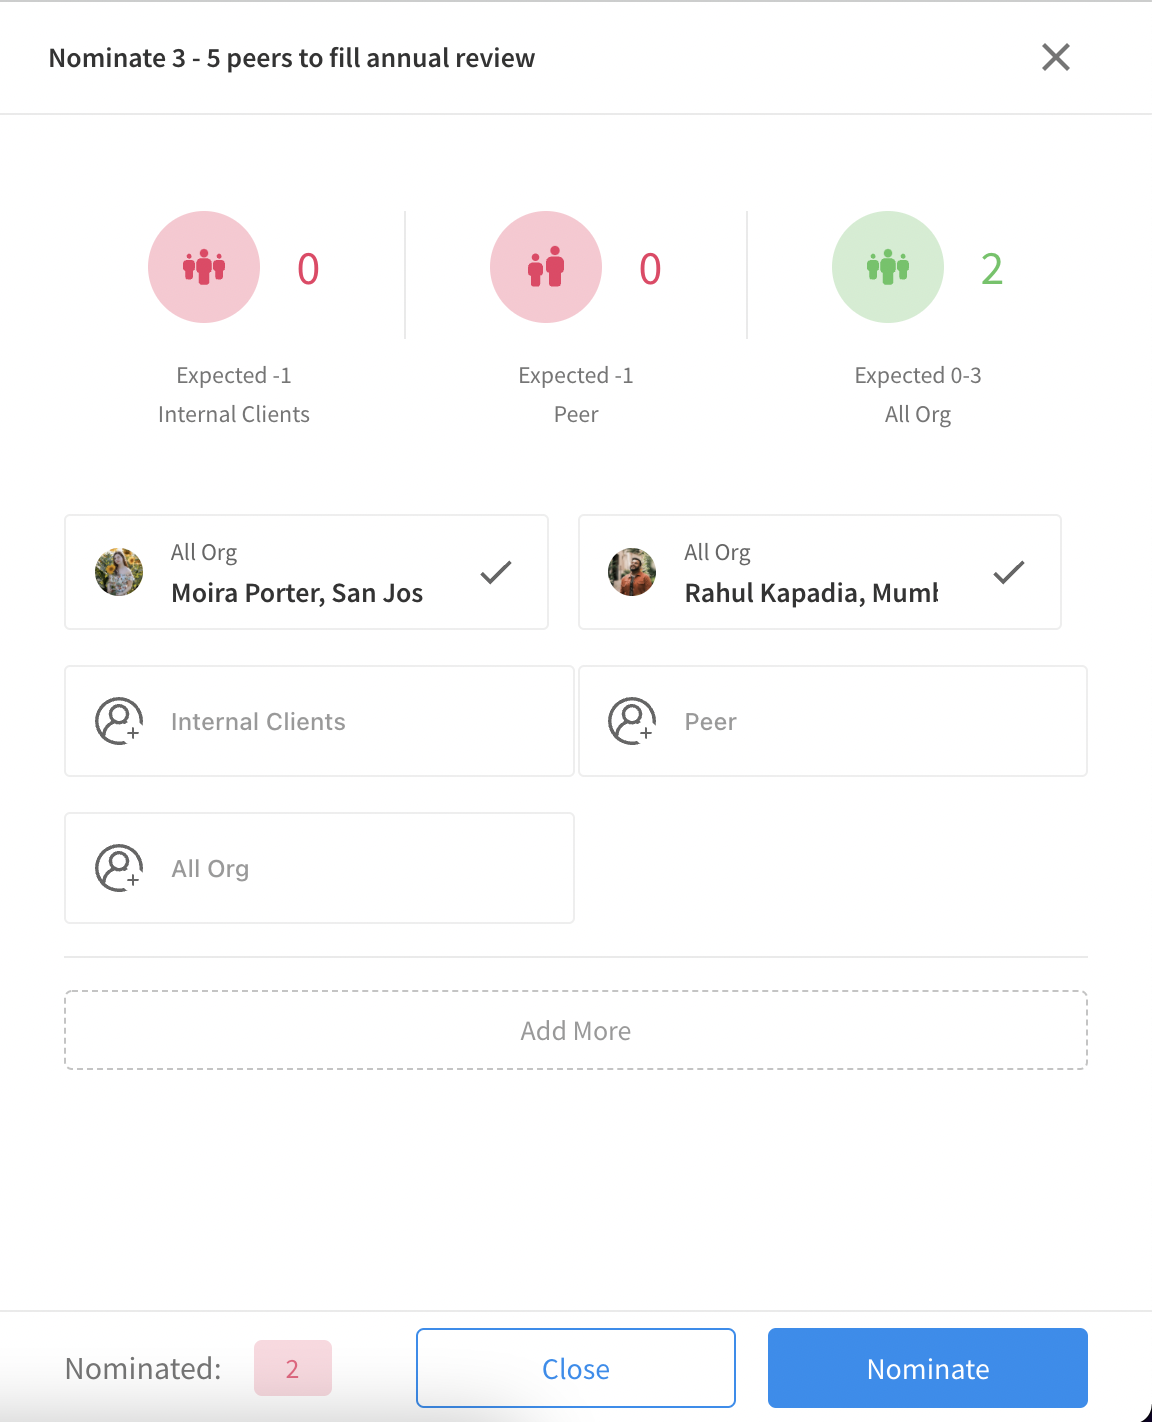 Nominate 3 - 5 peers to fill annual review
0
0
2
Expected -1
Expected -1
Expected 0-3
Internal Clients
Peer
All Org
All Org
Moira Porter, San Jos
All Org
Rahul Kapadia, Mumb
Internal Clients
Peer
All Org
Add More
Nominated: 2
Close
Nominate